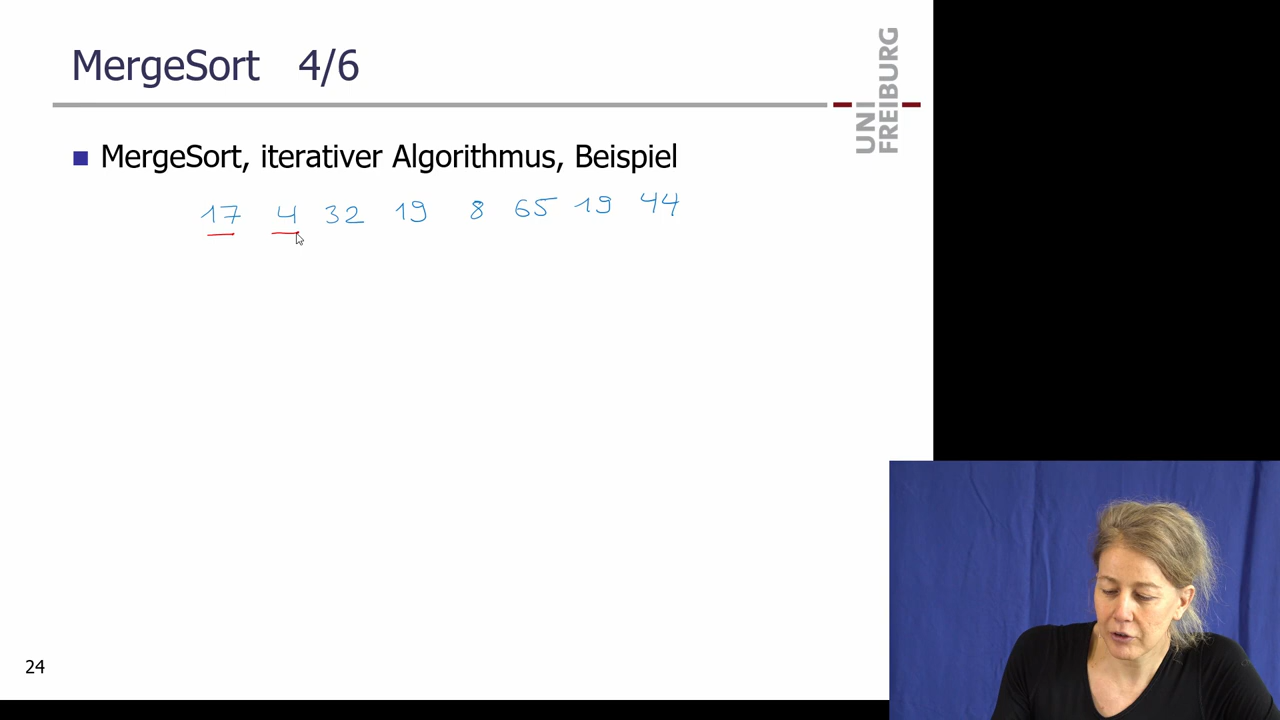 MergeSort 4/6
UNI
FREIBURG
MergeSort, iterativer Algorithmus, Beispiel
17 4 32 19 8 65 19 44
24